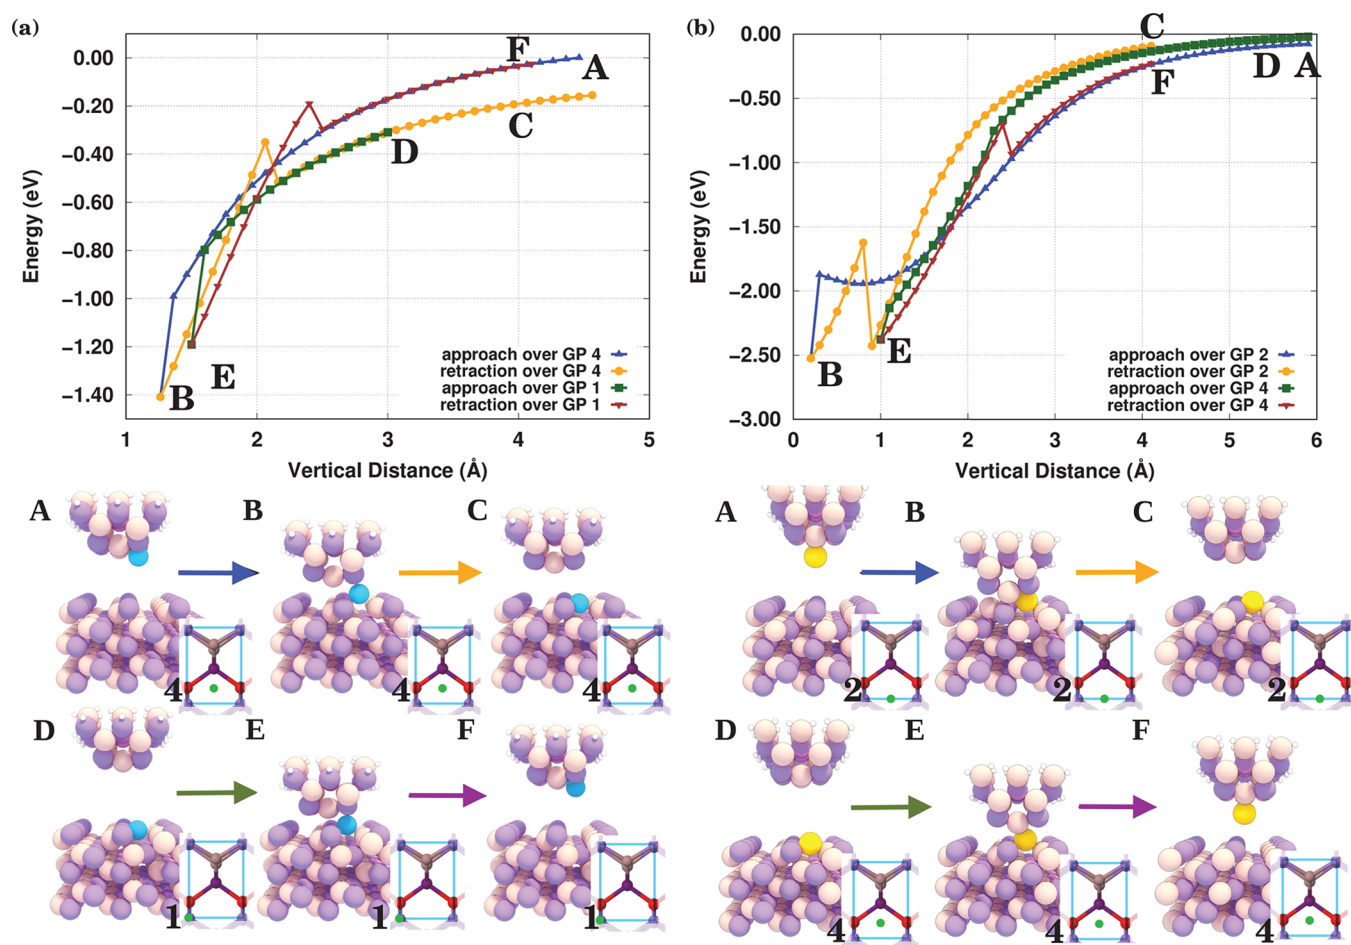 (a)
0.00
−0.20
−0.40
−0.60
−0.80
−1.00
−1.20
−1.40
Energy (eV)
1 2 3 4 5
Vertical Distance (Å)
F
A
C
D
E
B
approach over GP 4
retraction over GP 4
approach over GP 1
retraction over GP 1
(b)
0.00
−0.50
−1.00
−1.50
−2.00
−2.50
−3.00
Energy (eV)
0 1 2 3 4 5 6
Vertical Distance (Å)
C
D A
F
E
B
approach over GP 2
retraction over GP 2
approach over GP 4
retraction over GP 4
A B C
4 4 4
D E F
1 1 1
A B C
2 2 2
D E F
4 4 4